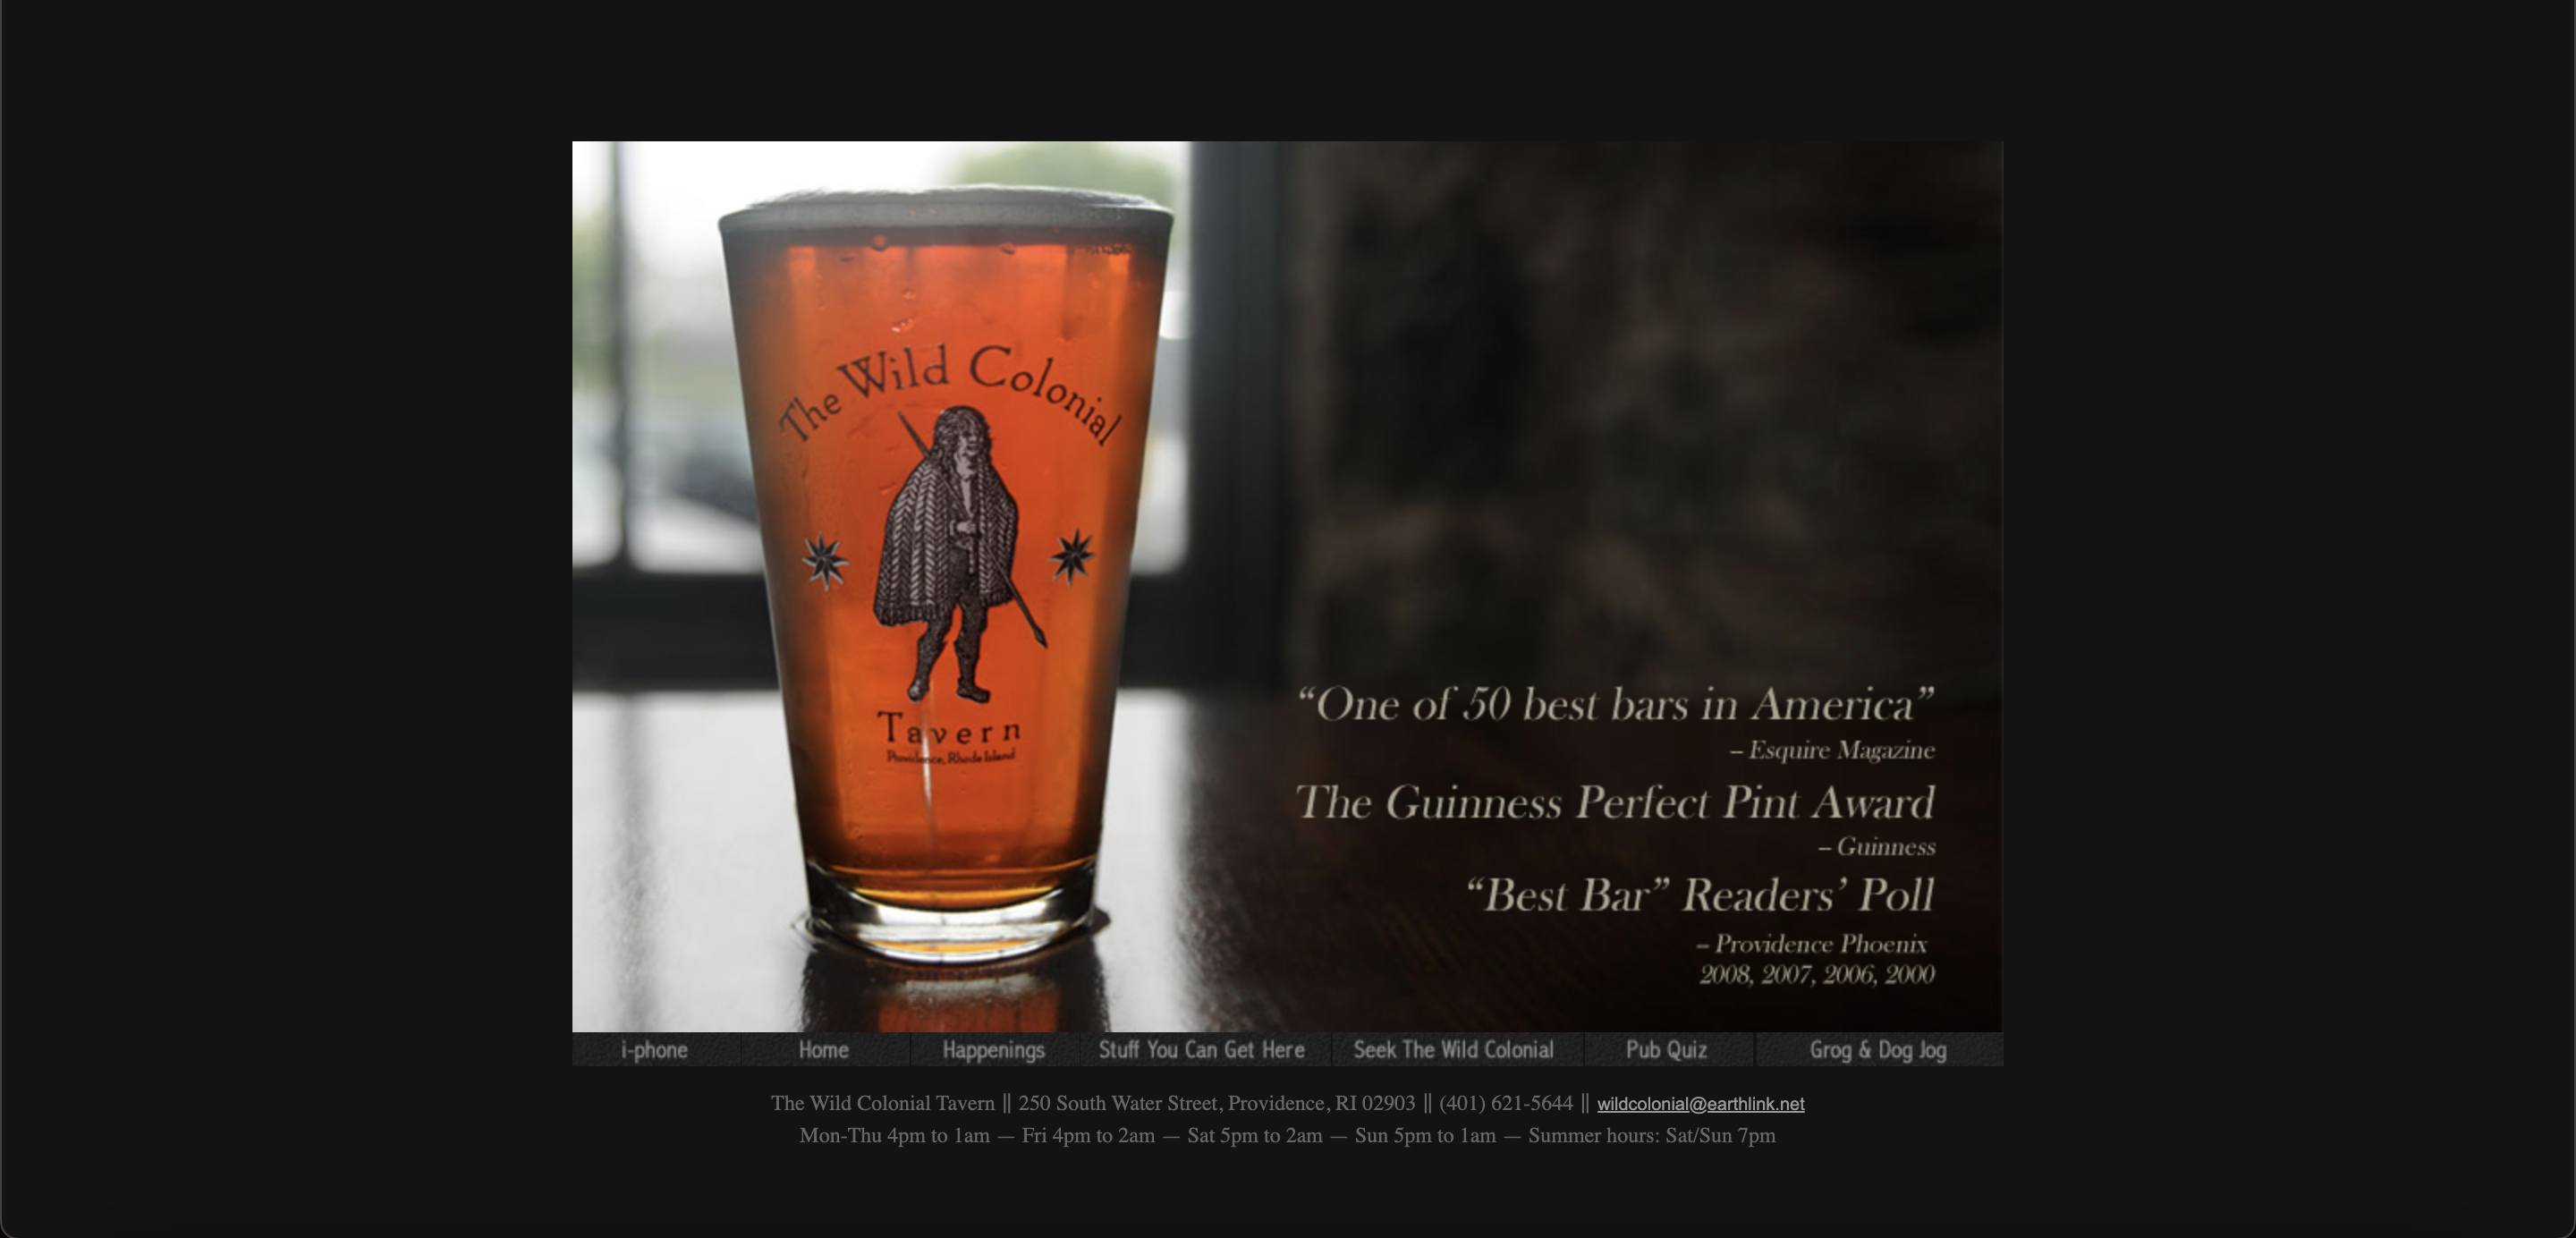 The Wild Colonial
Tavern
Providence, Rhode Island
“One of 50 best bars in America”
– Esquire Magazine
The Guinness Perfect Pint Award
– Guinness
“Best Bar” Readers’ Poll
– Providence Phoenix
2008, 2007, 2006, 2000
i-phone Home Happenings Stuff You Can Get Here Seek The Wild Colonial Pub Quiz Grog & Dog Jog
The Wild Colonial Tavern || 250 South Water Street, Providence, RI 02903 || (401) 621-5644 || wildcolonial@earthlink.net
Mon-Thu 4pm to 1am — Fri 4pm to 2am — Sat 5pm to 2am — Sun 5pm to 1am — Summer hours: Sat/Sun 7pm